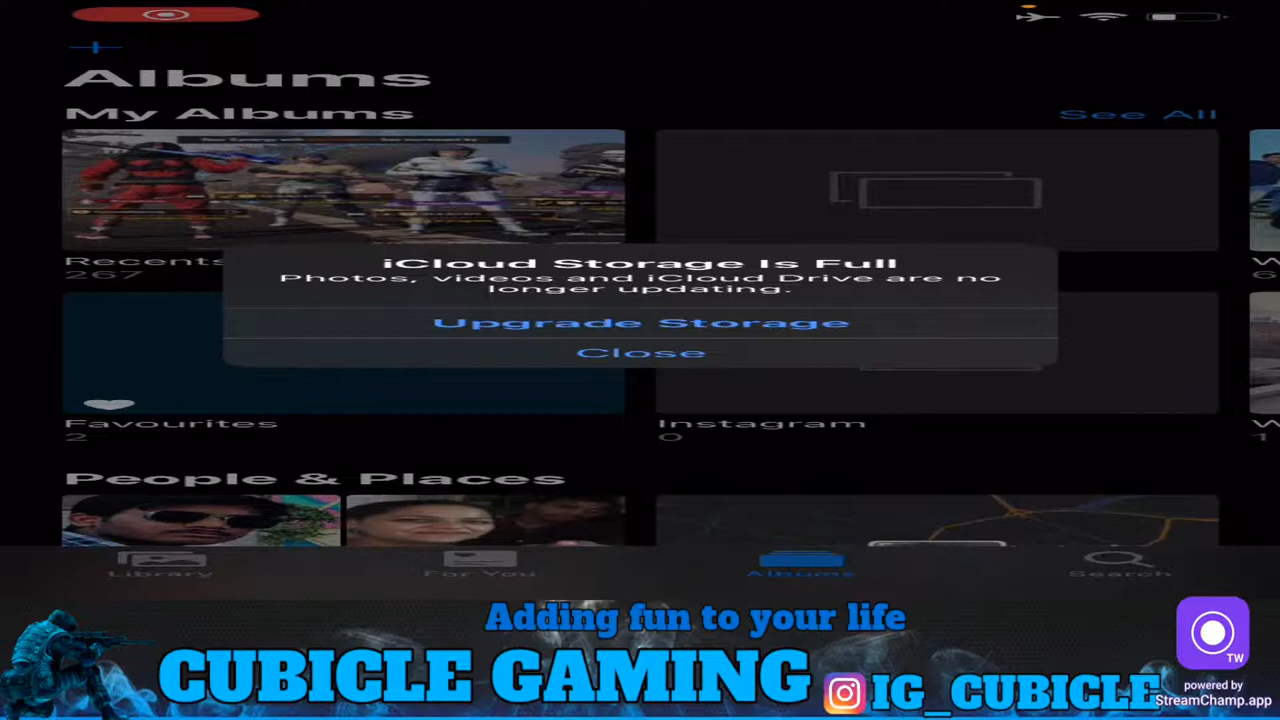 Albums
My Albums
See All
iCloud Storage Is Full
Photos, videos and iCloud Drive are no
longer updating.
Upgrade Storage
Close
Recents
267
Favourites
2
Instagram
0
People & Places
Library
For You
Albums
Search
Adding fun to your life
CUBICLE GAMING
IG_CUBICLE
TW
powered by
StreamChamp.app